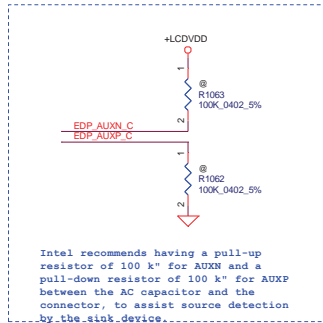 +LCDVDD
1
@
R1063
100K_0402_5%
2
EDP_AUXN_C
EDP_AUXP_C
1
@
R1062
100K_0402_5%
2
Intel recommends having a pull-up
resistor of 100 k" for AUXN and a
pull-down resistor of 100 k" for AUXP
between the AC capacitor and the
connector, to assist source detection
by the sink device.